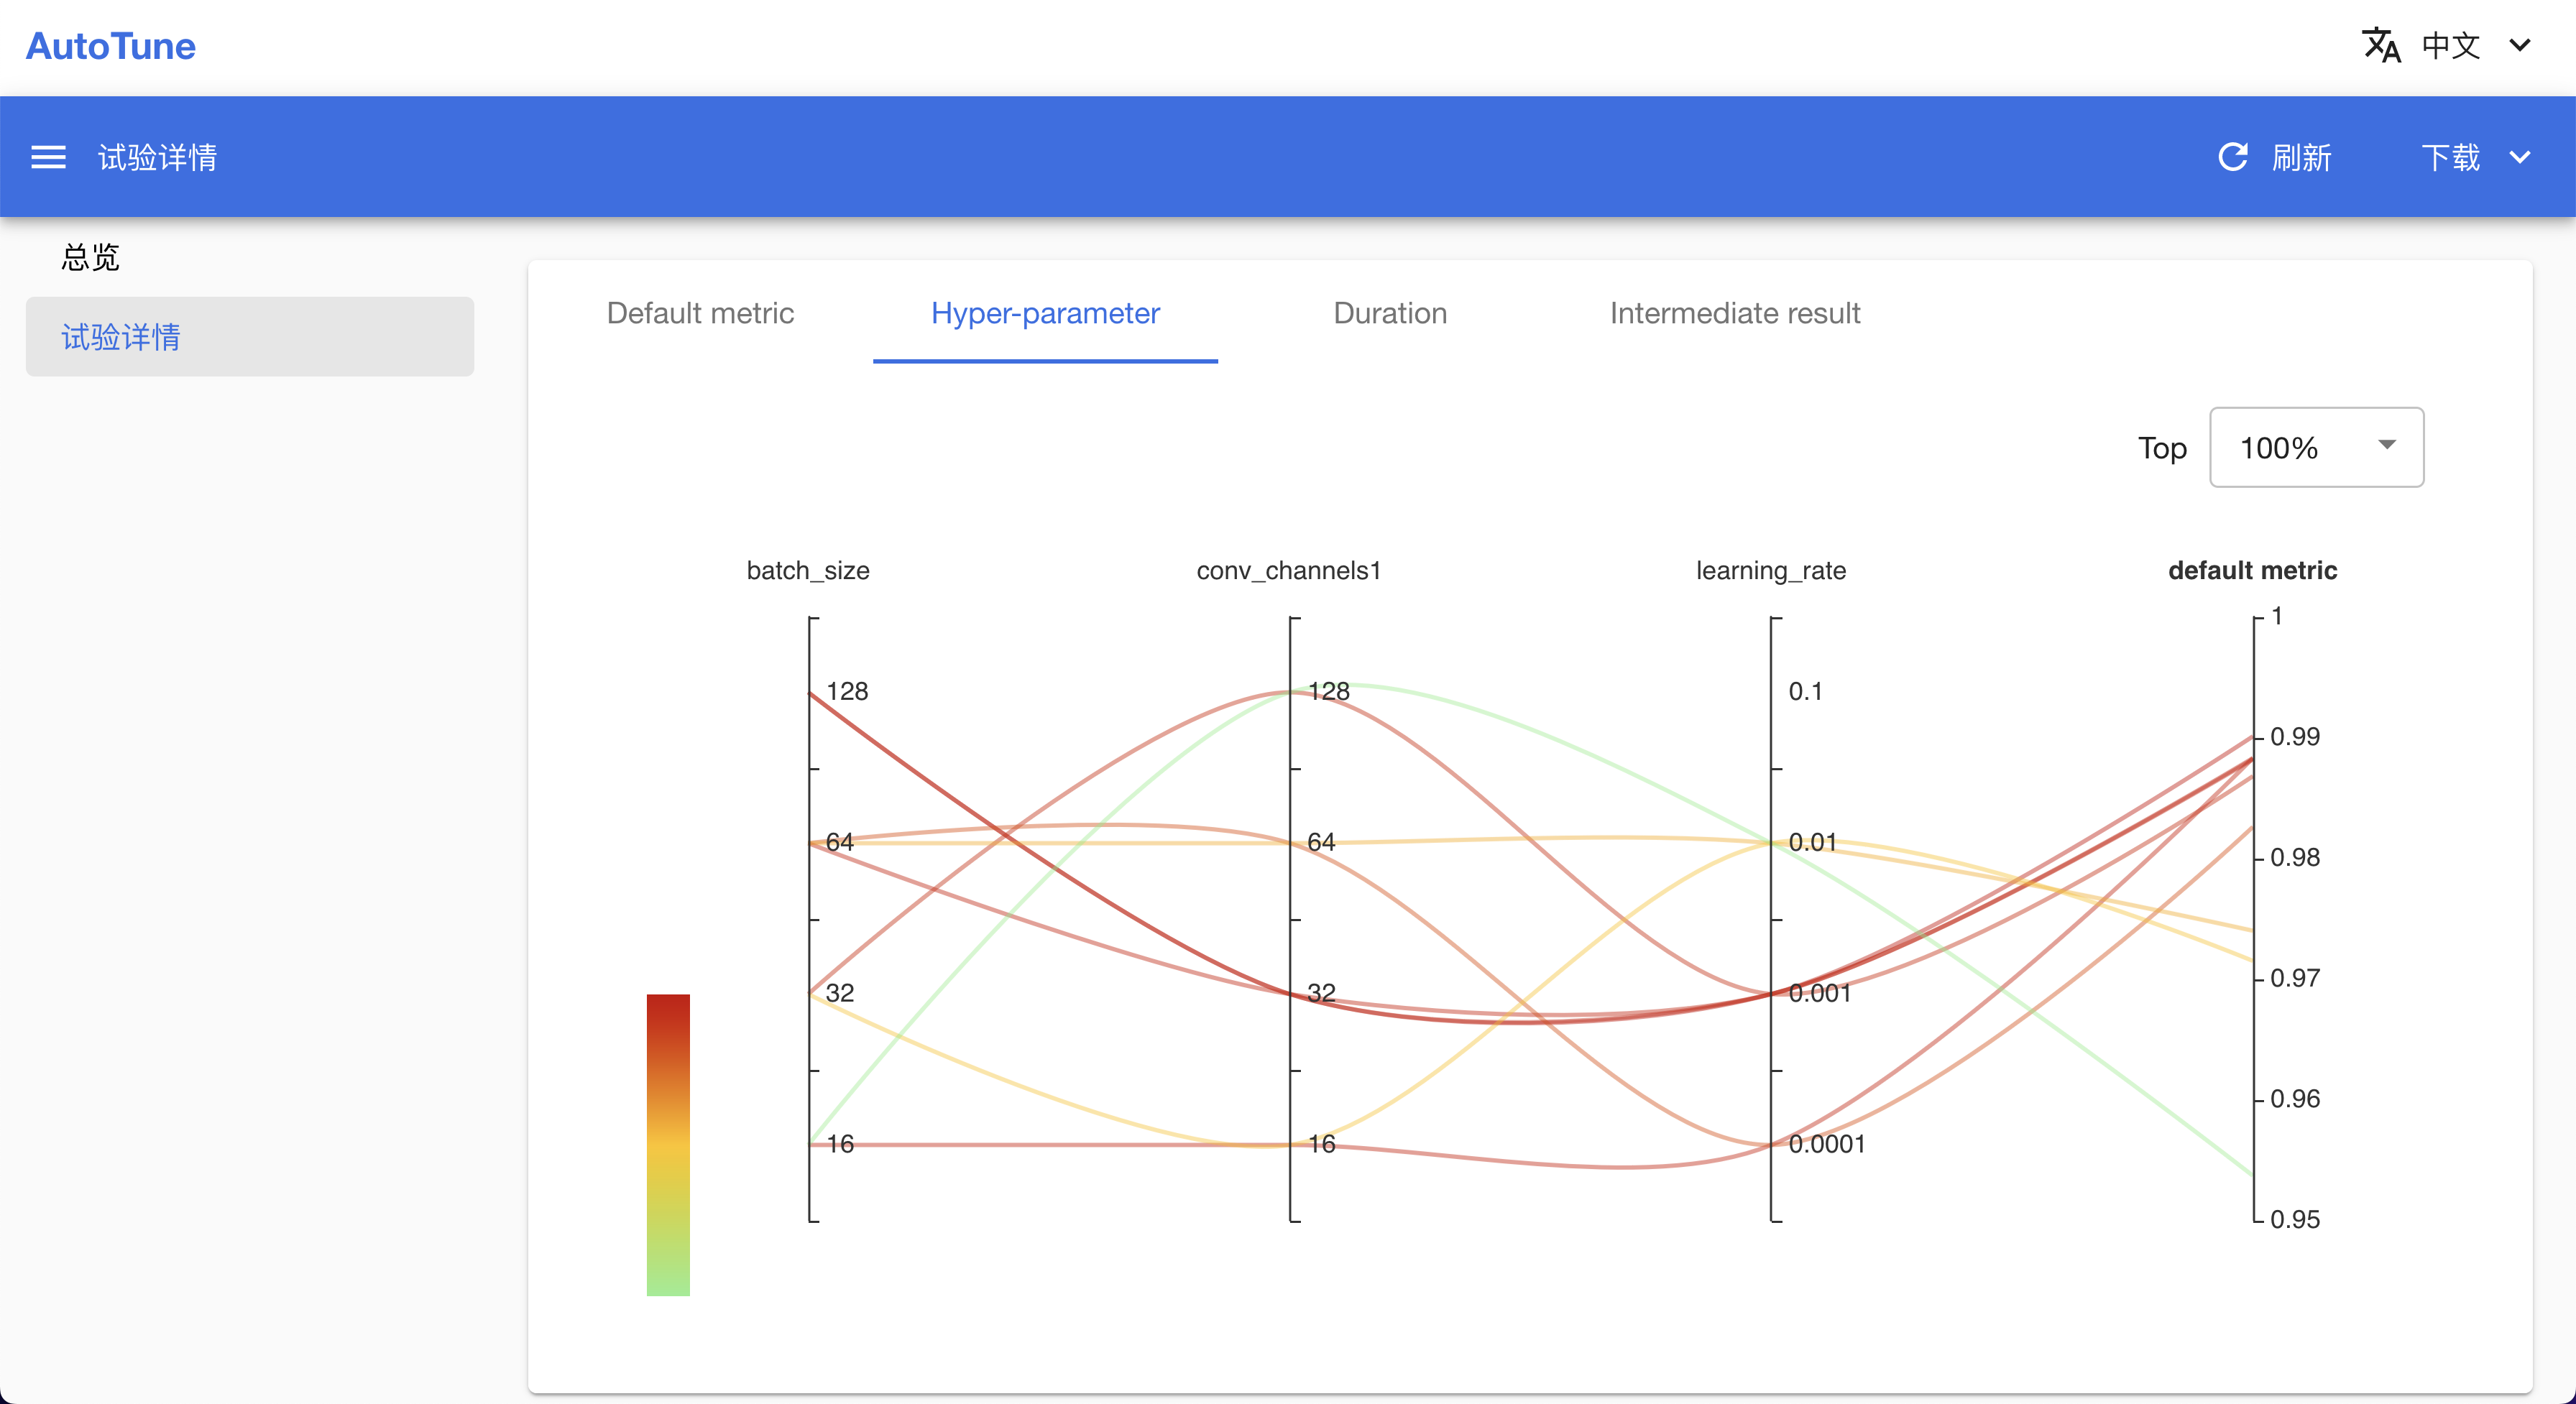 AutoTune
中文
试验详情
刷新
下载
总览
试验详情
Default metric
Hyper-parameter
Duration
Intermediate result
Top
100%
batch_size
conv_channels1
learning_rate
default metric
128
64
32
16
128
64
32
16
0.1
0.01
0.001
0.0001
1
0.99
0.98
0.97
0.96
0.95